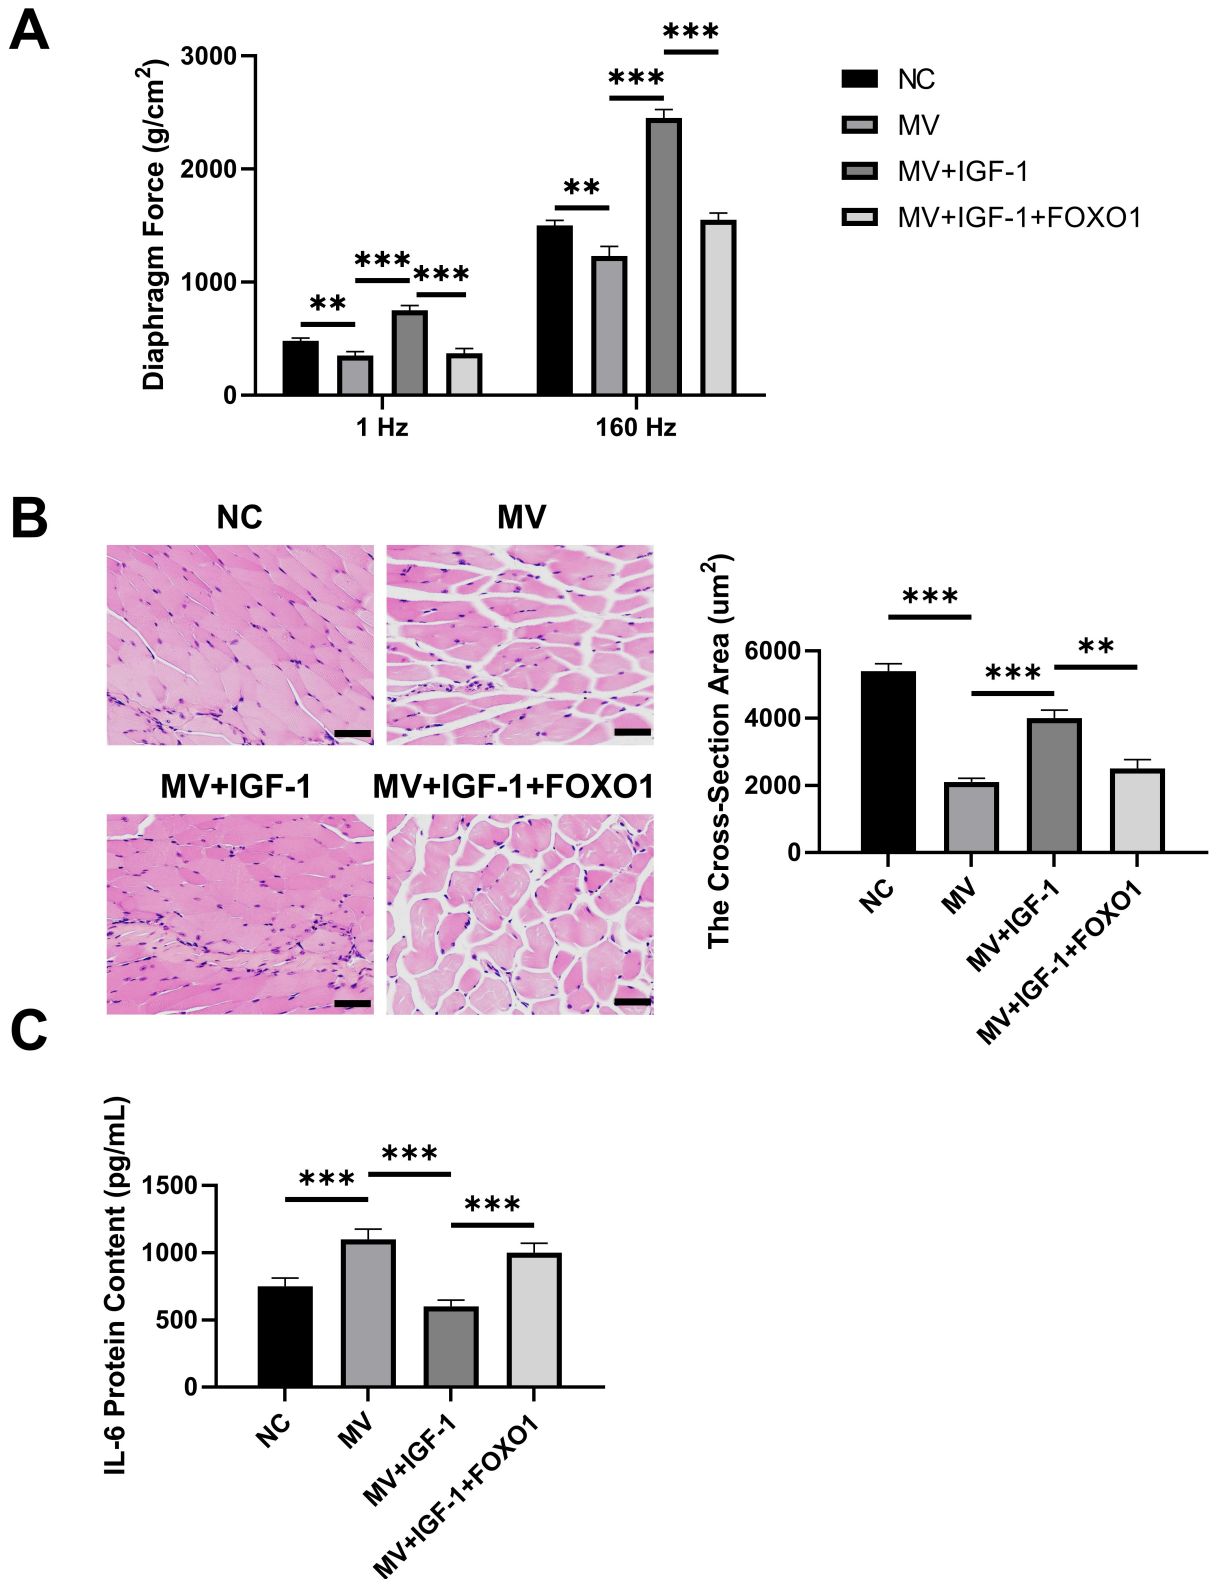 A
Diaphragm Force (g/cm²)
3000
2000
1000
0
***
***
**
***
***
**
1 Hz
160 Hz
NC
MV
MV+IGF-1
MV+IGF-1+FOXO1
B
NC
MV
MV+IGF-1
MV+IGF-1+FOXO1
The Cross-Section Area (um²)
6000
4000
2000
0
***
**
***
NC
MV
MV+IGF-1
MV+IGF-1+FOXO1
C
IL-6 Protein Content (pg/mL)
1500
1000
500
0
***
***
***
NC
MV
MV+IGF-1
MV+IGF-1+FOXO1